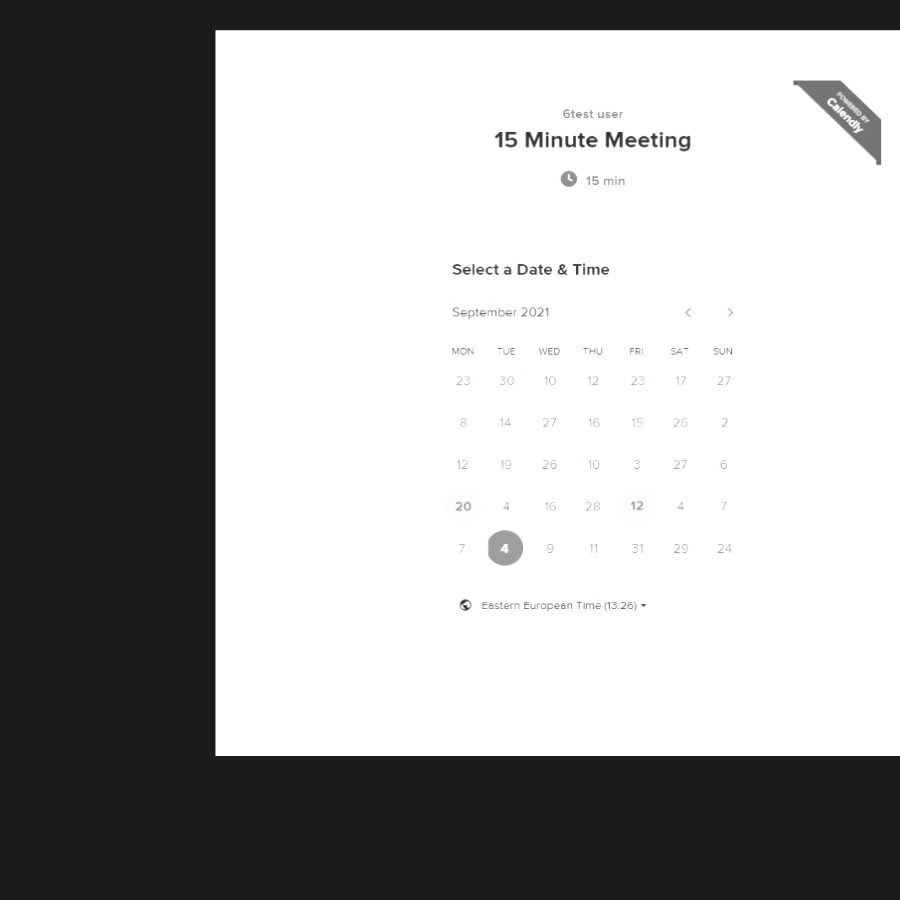 POWERED BY
Calendly
6test user
15 Minute Meeting
15 min
Select a Date & Time
September 2021
MON TUE WED THU FRI SAT SUN
23 30 10 12 23 17 27
8 14 27 16 15 26 2
12 19 26 10 3 27 6
20 4 16 28 12 4 7
7 4 9 11 31 29 24
Eastern European Time (13:26)